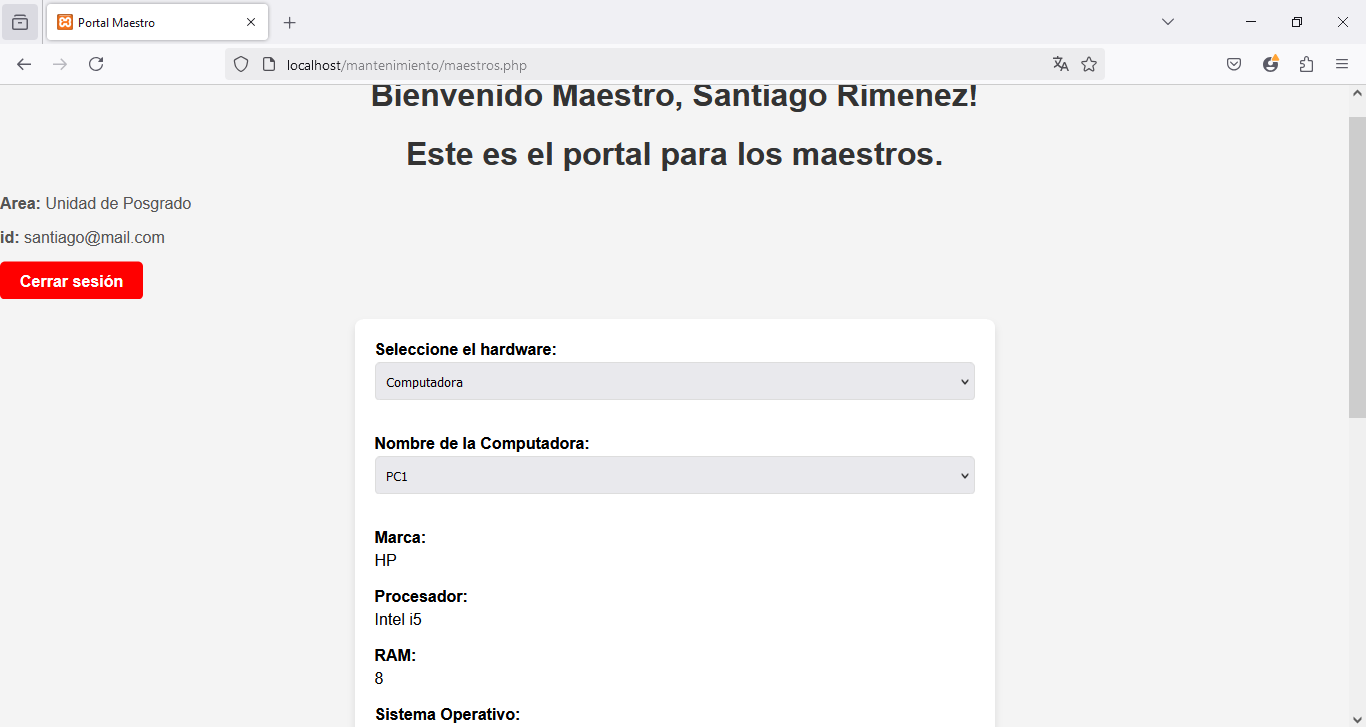 Portal Maestro
localhost/mantenimiento/maestros.php
Bienvenido Maestro, Santiago Rimenez!
Este es el portal para los maestros.
Area: Unidad de Posgrado
id: santiago@mail.com
Cerrar sesión
Seleccione el hardware:
Computadora
Nombre de la Computadora:
PC1
Marca:
HP
Procesador:
Intel i5
RAM:
8
Sistema Operativo: